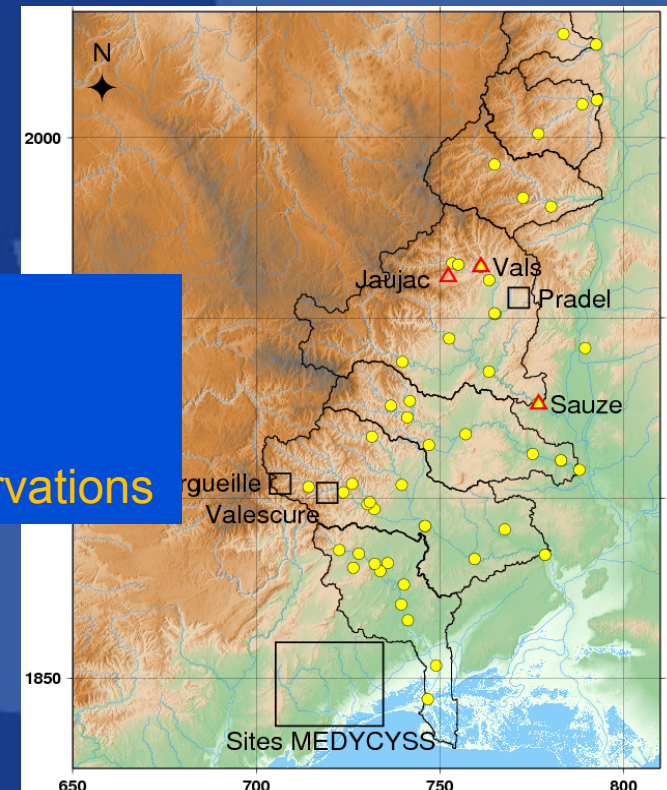 N
2000
Vals
Jaujac
Pradel
Sauze
rvations
rgueille
Valescure
1850
Sites MEDYCYSS
650 700 750 800